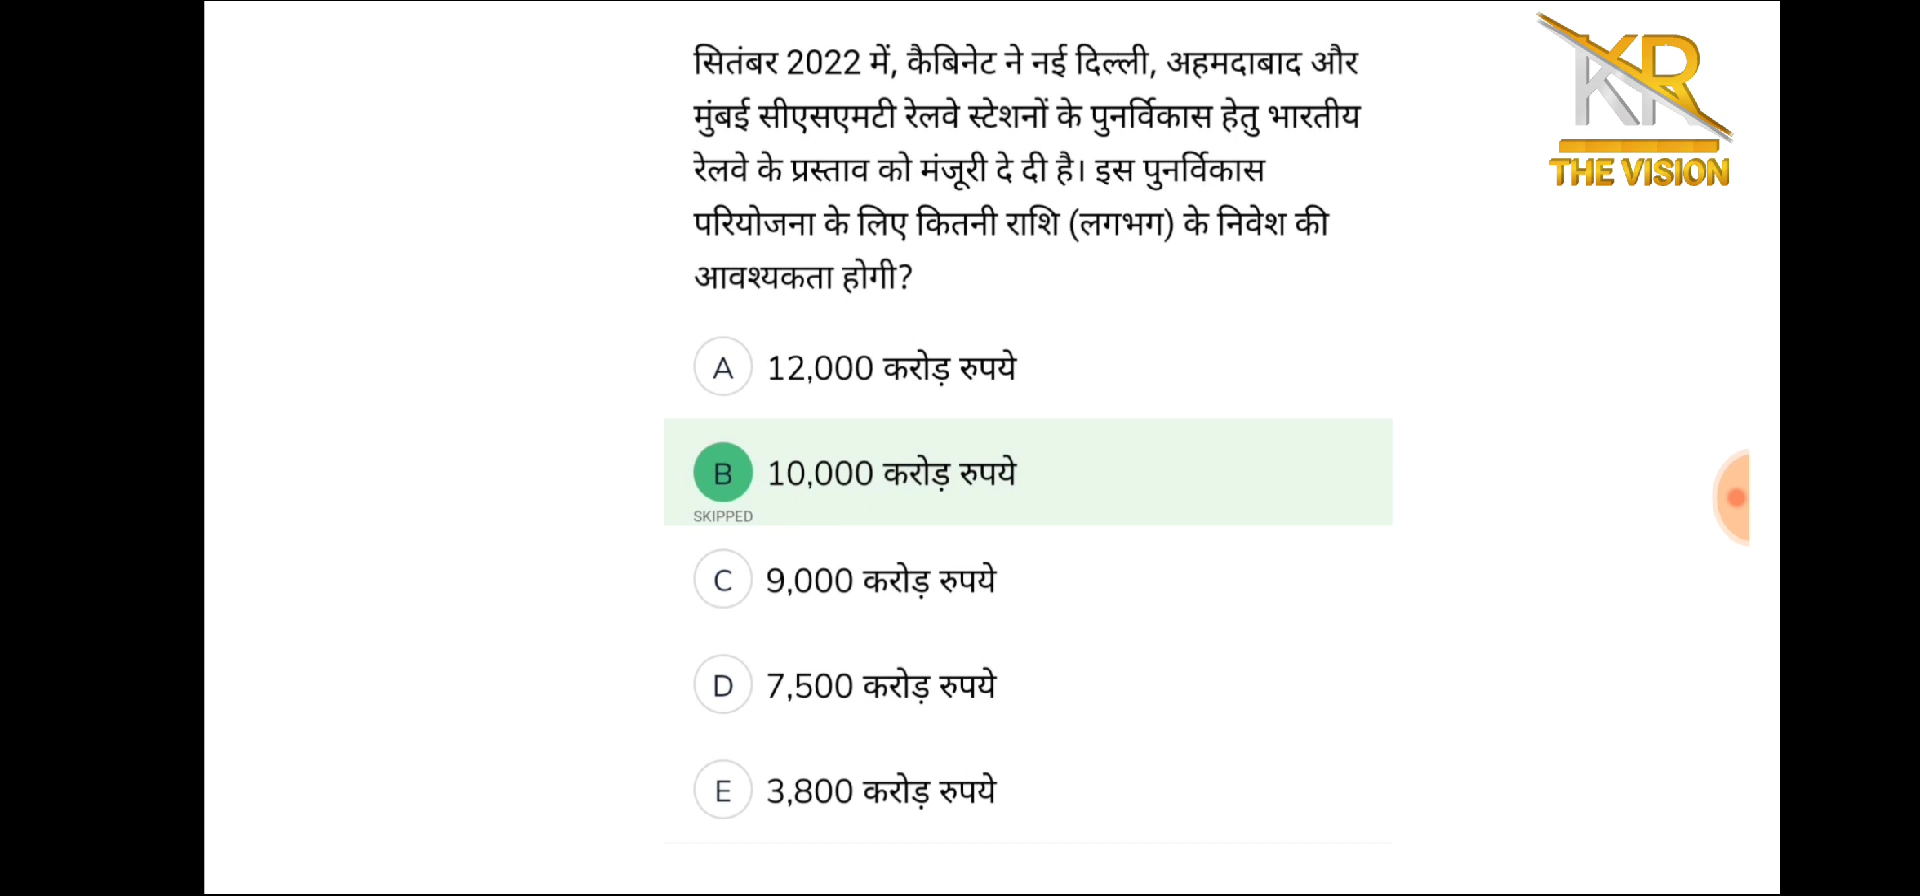 सितंबर 2022 में, कैबिनेट ने नई दिल्ली, अहमदाबाद और
मुंबई सीएसएमटी रेलवे स्टेशनों के पुनर्विकास हेतु भारतीय
रेलवे के प्रस्ताव को मंजूरी दे दी है। इस पुनर्विकास
परियोजना के लिए कितनी राशि (लगभग) के निवेश की
आवश्यकता होगी?
A 12,000 करोड़ रुपये
B 10,000 करोड़ रुपये
SKIPPED
C 9,000 करोड़ रुपये
D 7,500 करोड़ रुपये
E 3,800 करोड़ रुपये
KR
THE VISION